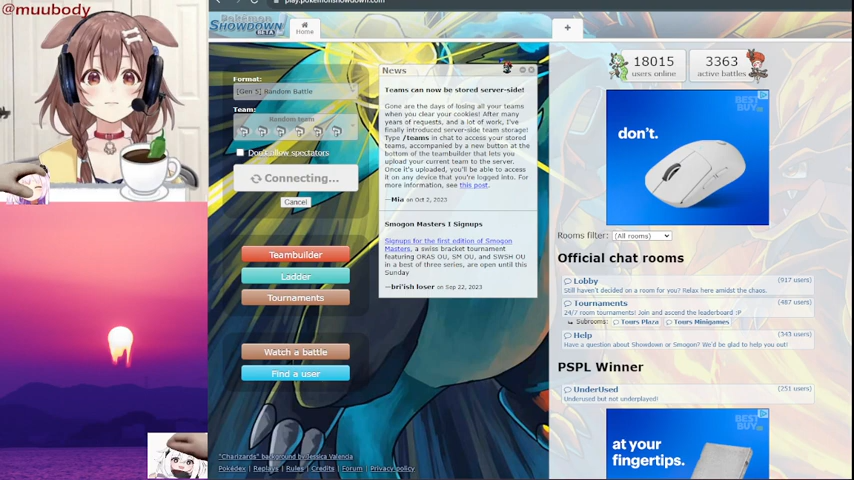 @muubody
play.pokemonshowdown.com
Pokémon
SHOWDOWN!
BETA
Home
+
18015
users online
3363
active battles
Format:
[Gen 5] Random Battle
Team:
Random team
Don't allow spectators
Connecting...
Cancel
Teambuilder
Ladder
Tournaments
Watch a battle
Find a user
"Charizards" background by Jessica Valencia
Pokédex | Replays | Rules | Credits | Forum | Privacy policy
News
Teams can now be stored server-side!
Gone are the days of losing all your teams
when you clear your cookies! After many
years of requests, and a lot of work, I've
finally introduced server-side team storage!
Type /teams in chat to access your stored
teams, accompanied by a new button at the
bottom of the teambuilder that lets you
upload your current team to the server.
Once it's uploaded, you'll be able to access
it on any device that you're logged into. For
more information, see this post.
—Mia on Oct 2, 2023
Smogon Masters I Signups
Signups for the first edition of Smogon
Masters, a swiss bracket tournament
featuring ORAS OU, SM OU, and SWSH OU
in a best of three series, are open until this
Sunday
—bri'ish loser on Sep 22, 2023
BEST
BUY
don't.
Rooms filter: (All rooms)
Official chat rooms
Lobby (917 users)
Still haven't decided on a room for you? Relax here amidst the chaos.
Tournaments (487 users)
24/7 room tournaments! Join and ascend the leaderboard :P
Subrooms: Tours Plaza Tours Minigames
Help (343 users)
Have a question about Showdown or Smogon? We'd be glad to help you out!
PSPL Winner
UnderUsed (251 users)
Underused but not underplayed!
BEST
BUY
at your
fingertips.